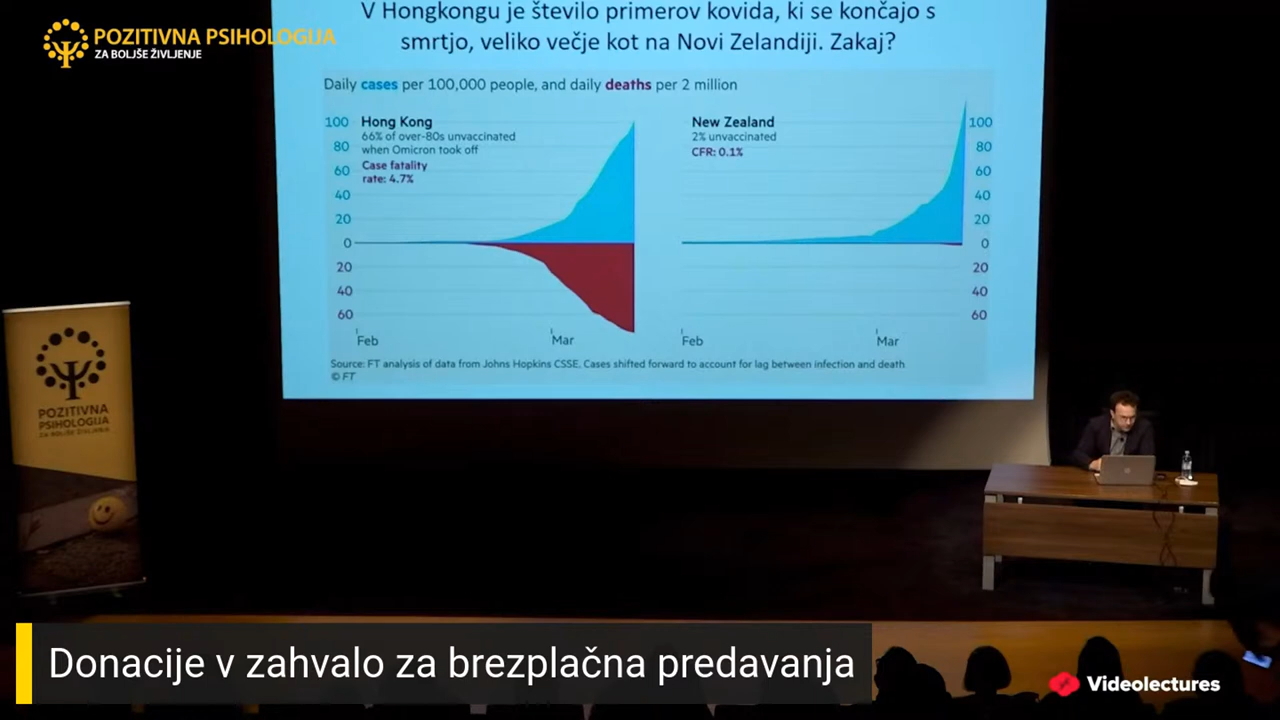 POZITIVNA PSIHOLOGIJA
ZA BOLJŠE ŽIVLJENJE
V Hongkongu je število primerov kovida, ki se končajo s
smrtjo, veliko večje kot na Novi Zelandiji. Zakaj?
Daily cases per 100,000 people, and daily deaths per 2 million
Hong Kong
66% of over-80s unvaccinated
when Omicron took off
Case fatality
rate: 4.7%
100
80
60
40
20
0
20
40
60
Feb
Mar
New Zealand
2% unvaccinated
CFR: 0.1%
100
80
60
40
20
0
20
40
60
Feb
Mar
Source: FT analysis of data from Johns Hopkins CSSE. Cases shifted forward to account for lag between infection and death
© FT
POZITIVNA
PSIHOLOGIJA
ZA BOLJŠE ŽIVLJENJE
Donacije v zahvalo za brezplačna predavanja
Videolectures